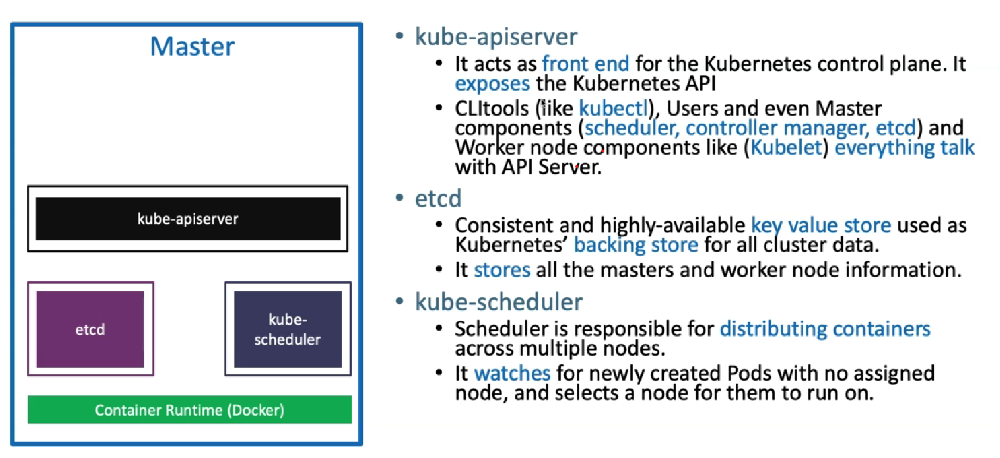 Master
kube-apiserver
etcd
kube-
scheduler
Container Runtime (Docker)
• kube-apiserver
• It acts as front end for the Kubernetes control plane. It
exposes the Kubernetes API
• CLItools (like kubectl), Users and even Master
components (scheduler, controller manager, etcd) and
Worker node components like (Kubelet) everything talk
with API Server.
• etcd
• Consistent and highly-available key value store used as
Kubernetes’ backing store for all cluster data.
• It stores all the masters and worker node information.
• kube-scheduler
• Scheduler is responsible for distributing containers
across multiple nodes.
• It watches for newly created Pods with no assigned
node, and selects a node for them to run on.